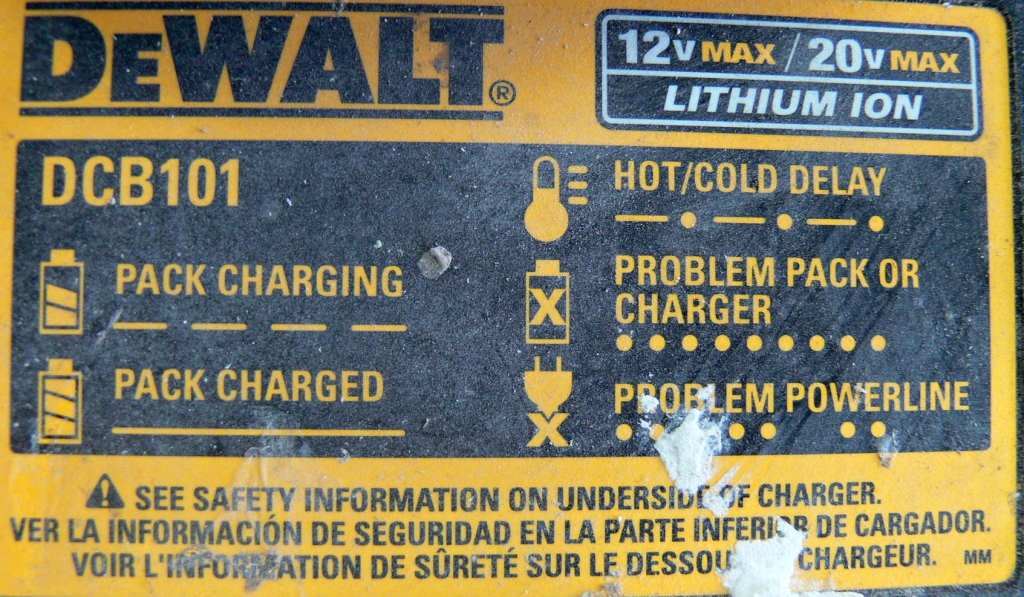 DEWALT®
12V MAX / 20V MAX
LITHIUM ION
DCB101
PACK CHARGING
PACK CHARGED
HOT/COLD DELAY
PROBLEM PACK OR
CHARGER
PROBLEM POWERLINE
SEE SAFETY INFORMATION ON UNDERSIDE OF CHARGER.
VER LA INFORMACIÓN DE SEGURIDAD EN LA PARTE INFERIOR DE CARGADOR.
VOIR L'INFORMATION DE SÛRETÉ SUR LE DESSOUS CHARGEUR. MM